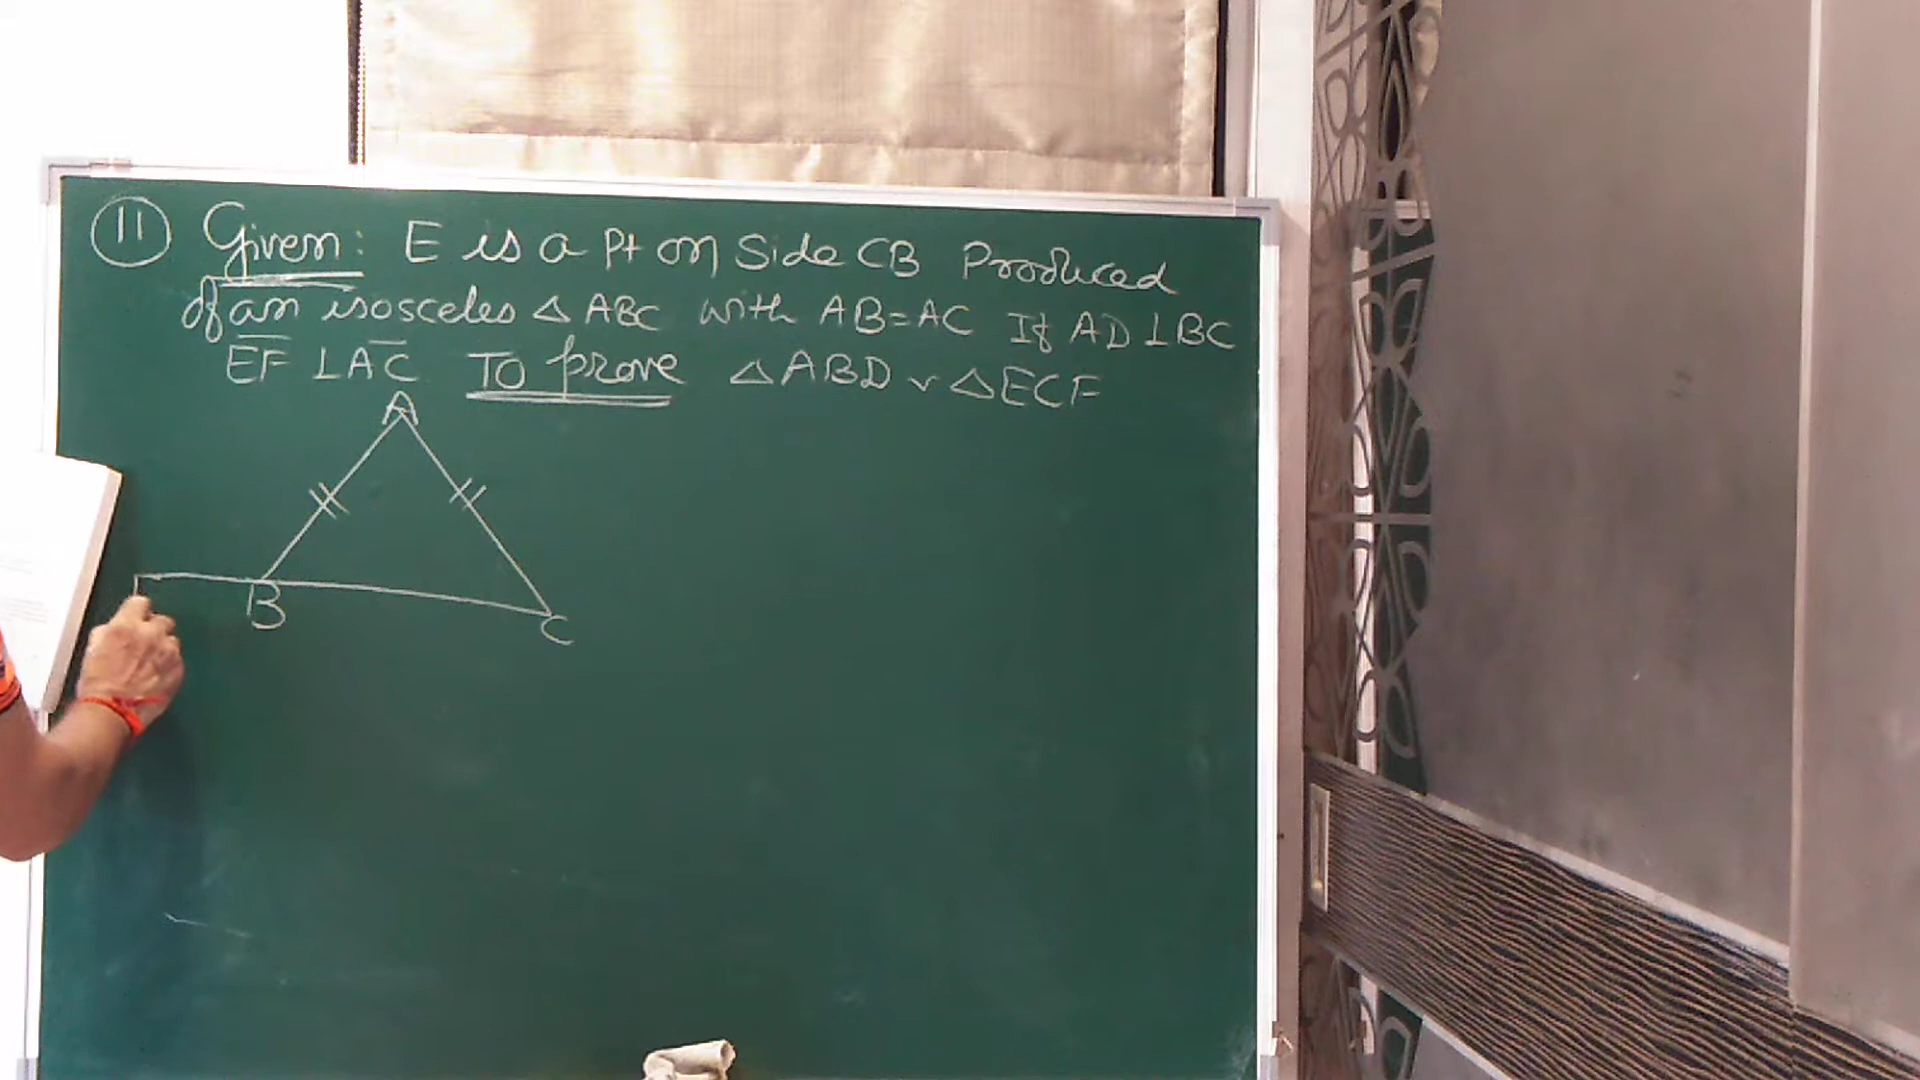 11 Given: E is a Pt on Side CB Produced
of an isosceles △ ABC with AB=AC If AD ⊥ BC
EF ⊥ AC To prove △ABD ~ △ECF
A
B
C